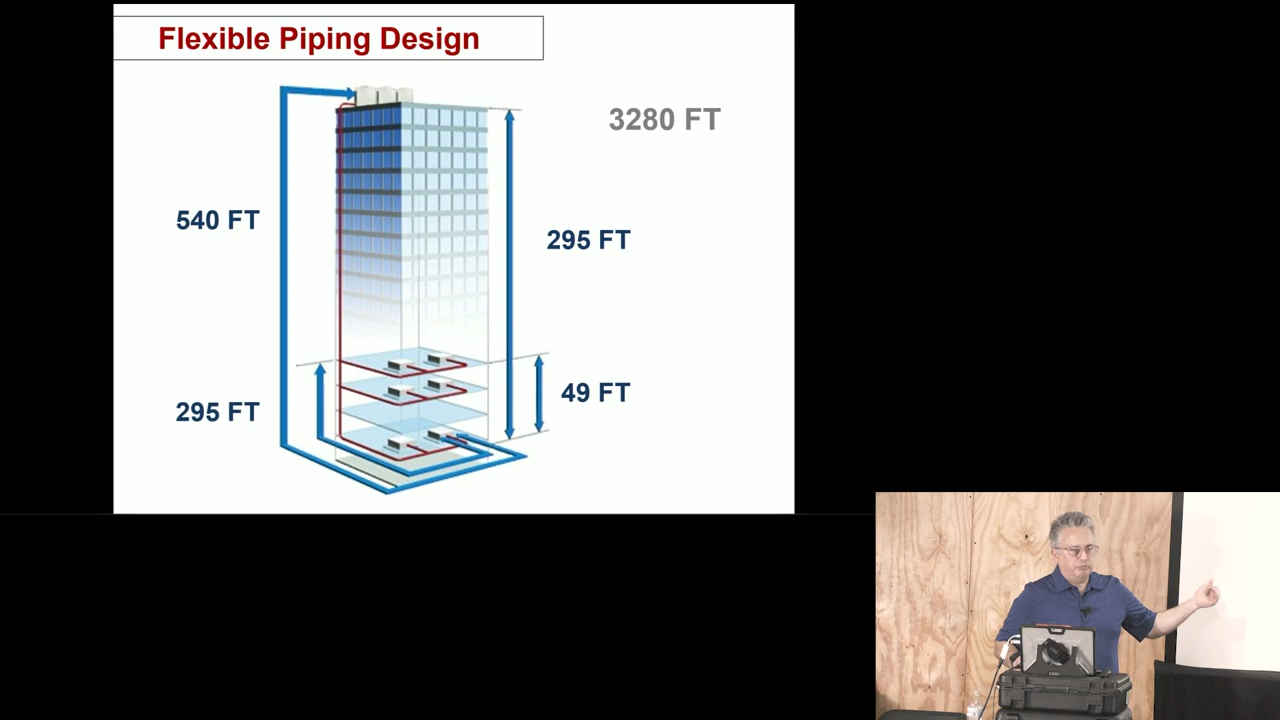 Flexible Piping Design
3280 FT
540 FT
295 FT
49 FT
295 FT